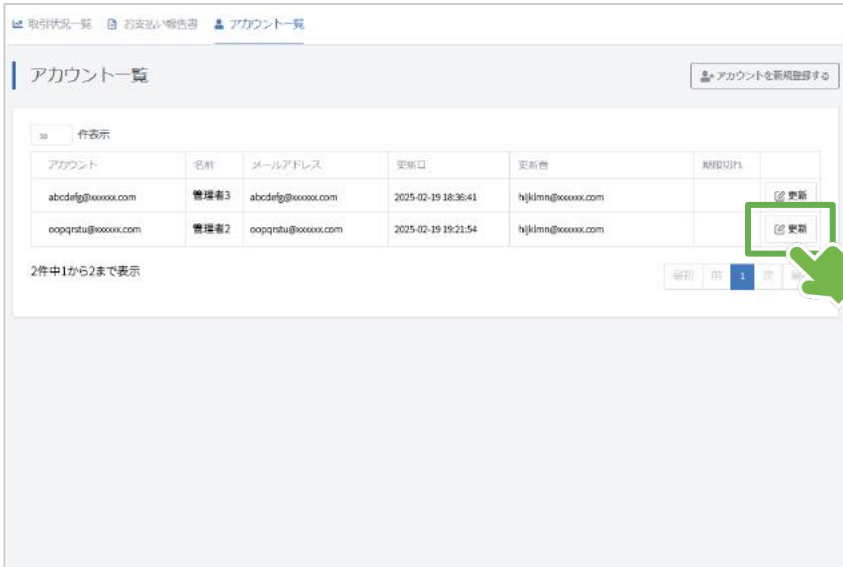 取引状況一覧 お支払い報告書 アカウント一覧
アカウント一覧
アカウントを新規登録する
10 件表示
アカウント 名前 メールアドレス 更新日 更新者 期限切れ
abcdefg@xxxxxx.com 管理者3 abcdefg@xxxxxx.com 2025-02-19 18:36:41 hijklmn@xxxxxx.com 更新
oopqrstu@xxxxxx.com 管理者2 oopqrstu@xxxxxx.com 2025-02-19 19:21:54 hijklmn@xxxxxx.com 更新
2件中1から2まで表示
最初 前 1 次